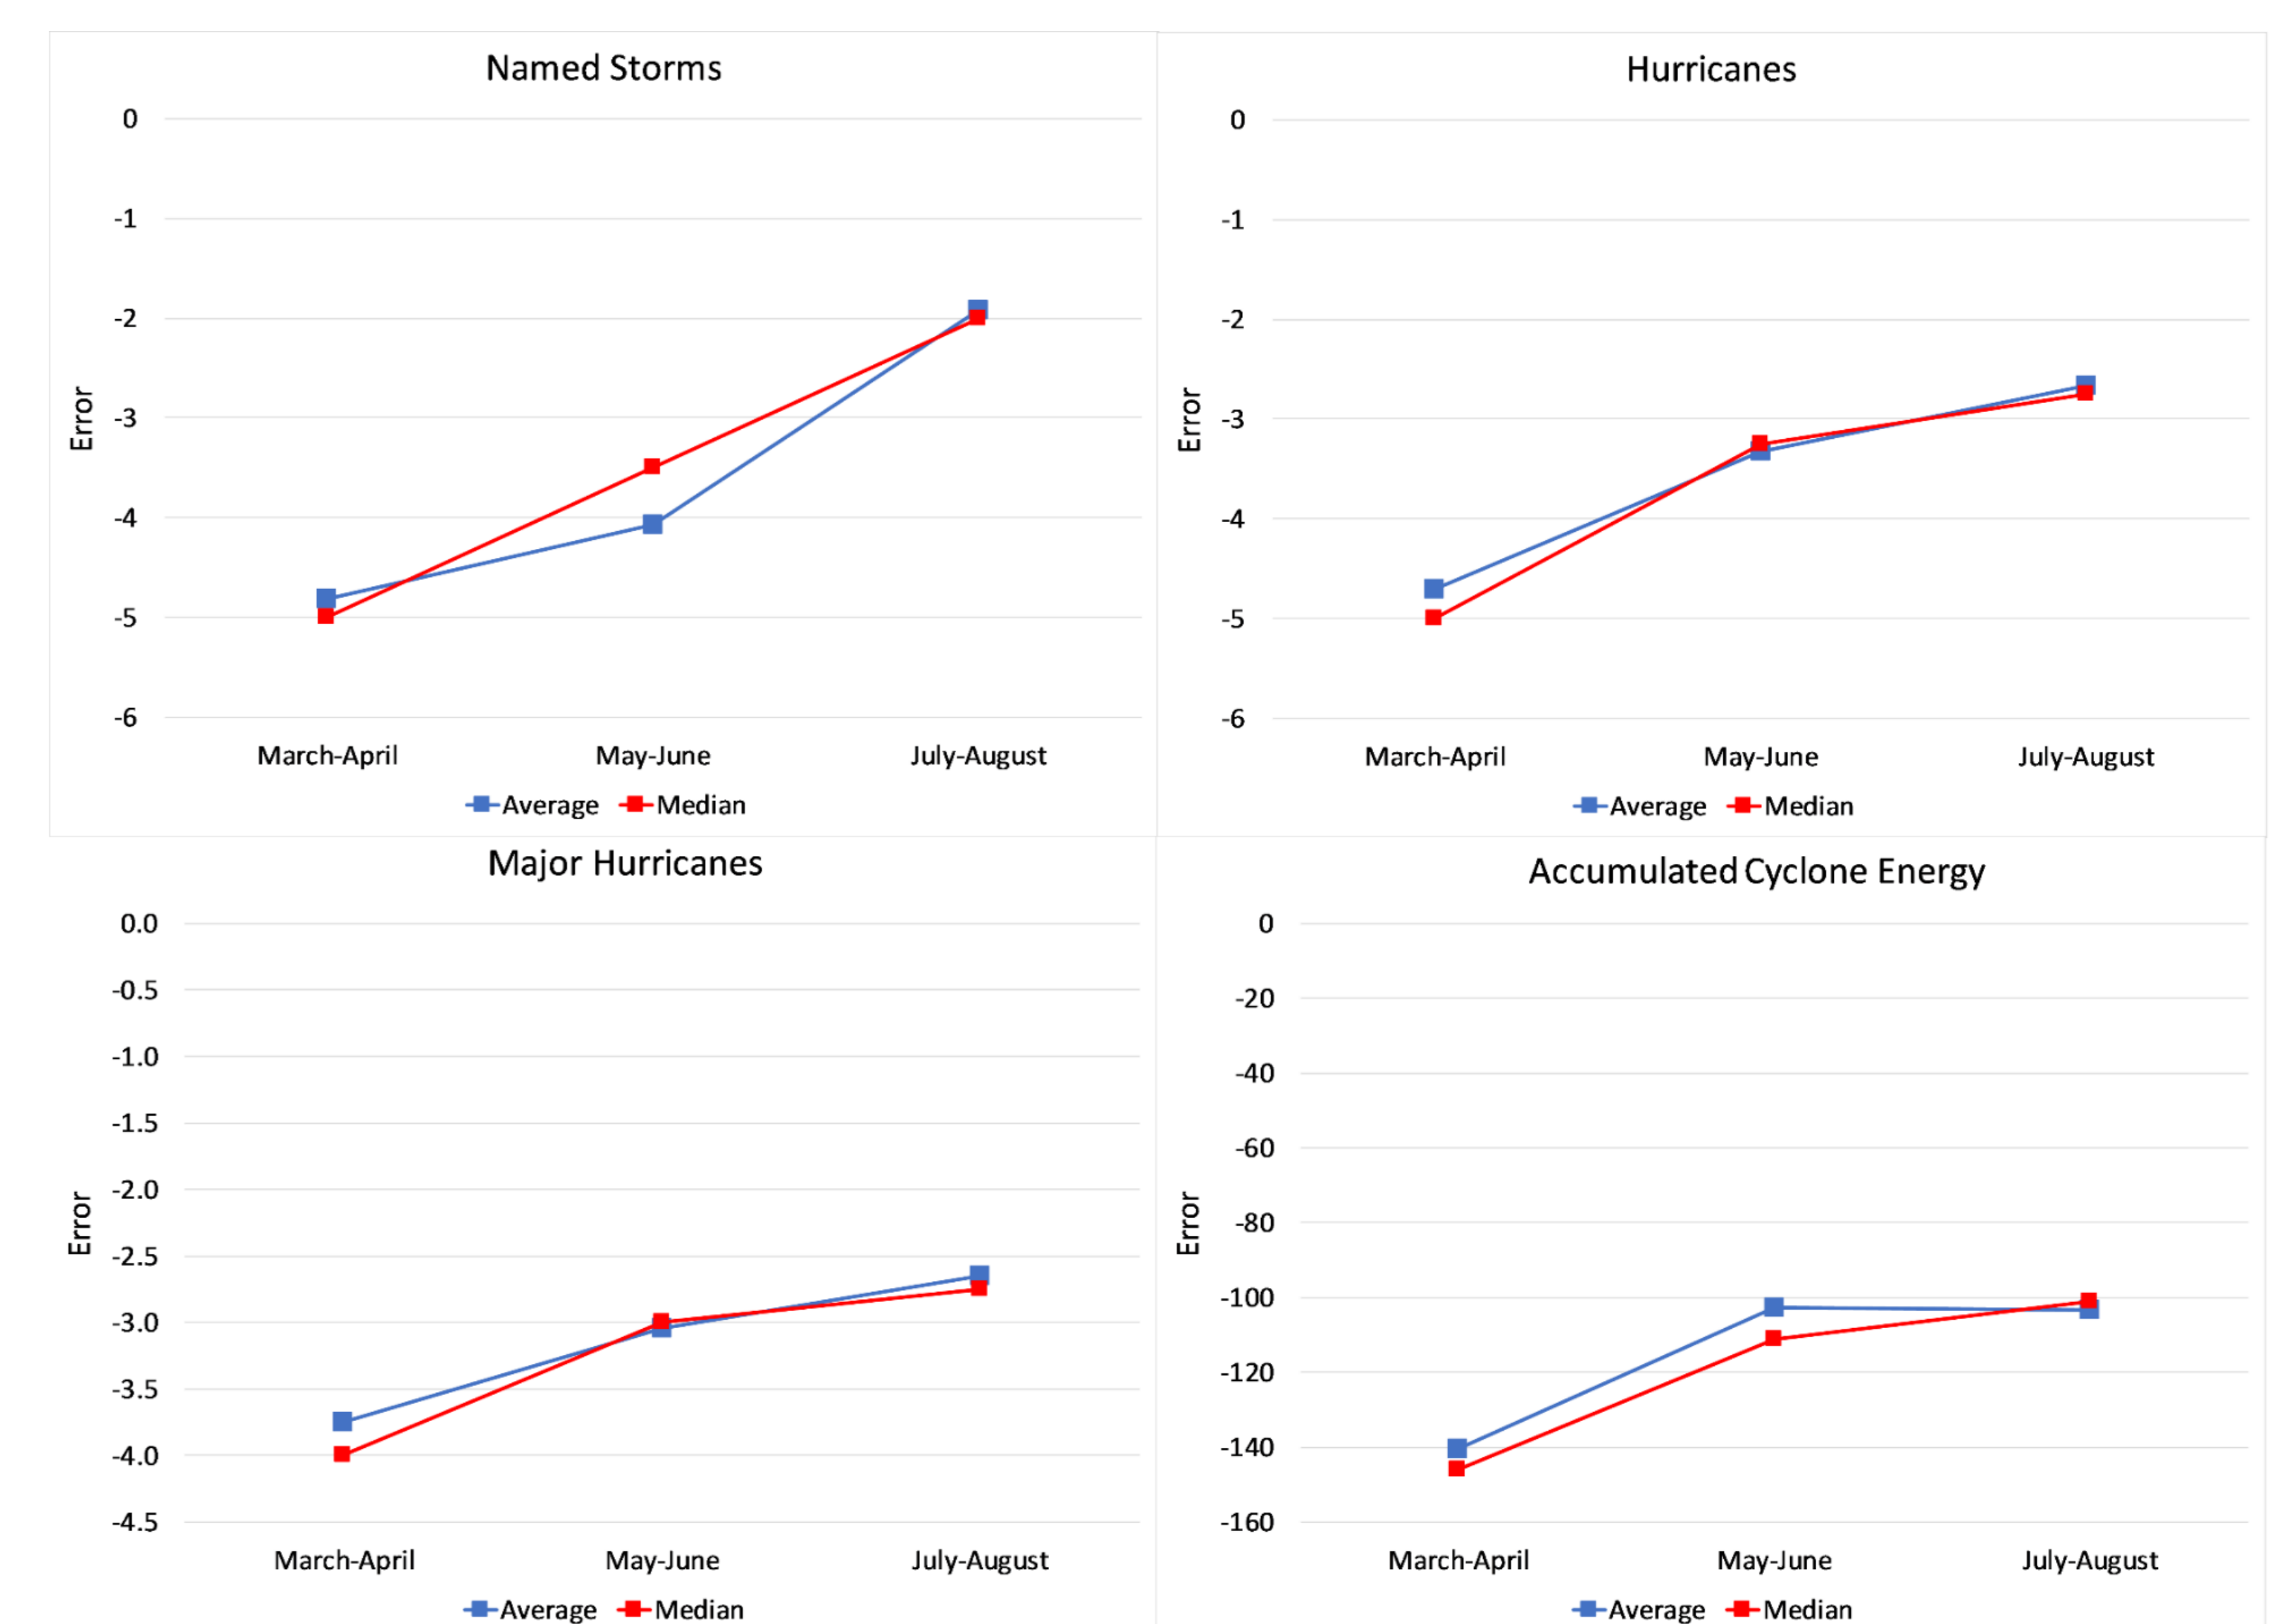 Named Storms
0
-1
-2
-3
-4
-5
-6
Error
March-April May-June July-August
Average Median
Hurricanes
0
-1
-2
-3
-4
-5
-6
Error
March-April May-June July-August
Average Median
Major Hurricanes
0.0
-0.5
-1.0
-1.5
-2.0
-2.5
-3.0
-3.5
-4.0
-4.5
Error
March-April May-June July-August
Average Median
Accumulated Cyclone Energy
0
-20
-40
-60
-80
-100
-120
-140
-160
Error
March-April May-June July-August
Average Median